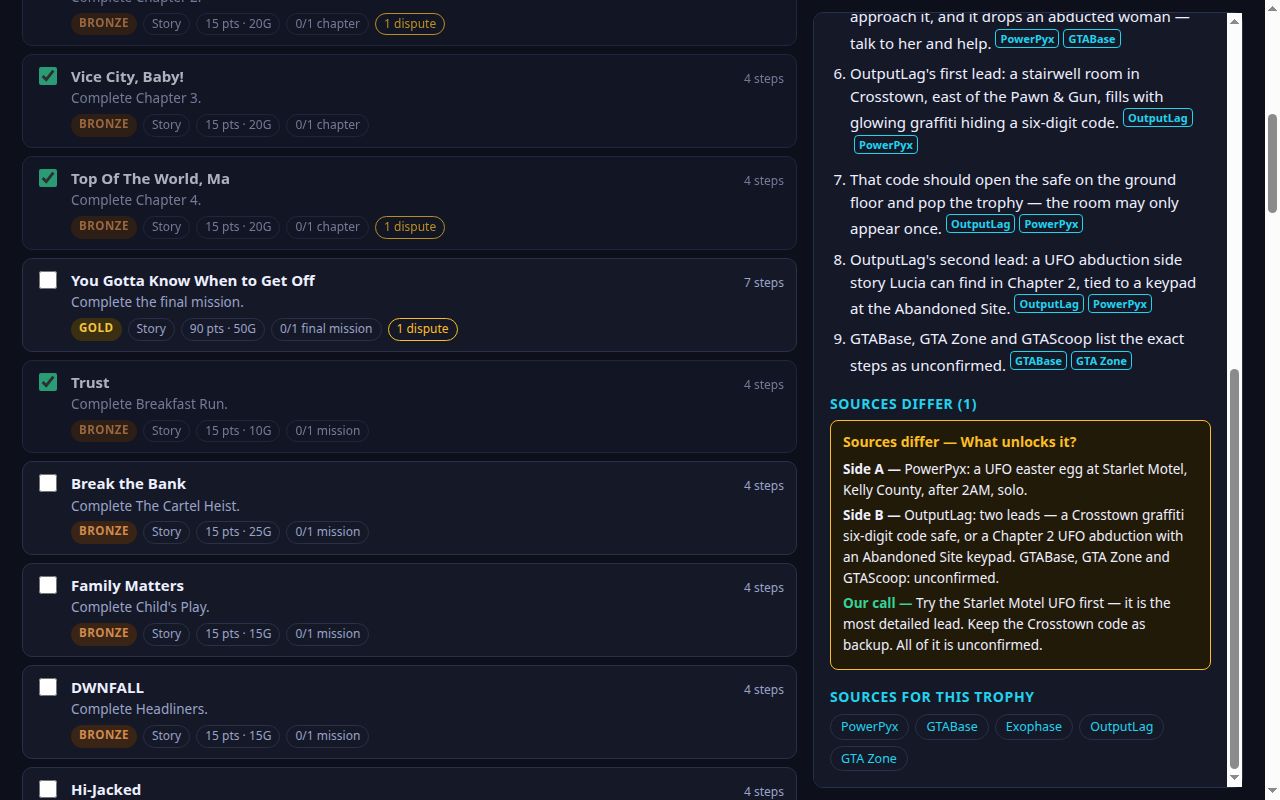 Complete Chapter 2.
BRONZE Story 15 pts · 20G 0/1 chapter 1 dispute
Vice City, Baby!
4 steps
Complete Chapter 3.
BRONZE Story 15 pts · 20G 0/1 chapter
Top Of The World, Ma
4 steps
Complete Chapter 4.
BRONZE Story 15 pts · 20G 0/1 chapter 1 dispute
You Gotta Know When to Get Off
7 steps
Complete the final mission.
GOLD Story 90 pts · 50G 0/1 final mission 1 dispute
Trust
4 steps
Complete Breakfast Run.
BRONZE Story 15 pts · 10G 0/1 mission
Break the Bank
4 steps
Complete The Cartel Heist.
BRONZE Story 15 pts · 25G 0/1 mission
Family Matters
4 steps
Complete Child's Play.
BRONZE Story 15 pts · 15G 0/1 mission
DWNFALL
4 steps
Complete Headliners.
BRONZE Story 15 pts · 15G 0/1 mission
Hi-Jacked
4 steps
approach it, and it drops an abducted woman —
talk to her and help. PowerPyx GTABase
6. OutputLag's first lead: a stairwell room in
Crosstown, east of the Pawn & Gun, fills with
glowing graffiti hiding a six-digit code. OutputLag
PowerPyx
7. That code should open the safe on the ground
floor and pop the trophy — the room may only
appear once. OutputLag PowerPyx
8. OutputLag's second lead: a UFO abduction side
story Lucia can find in Chapter 2, tied to a keypad
at the Abandoned Site. OutputLag PowerPyx
9. GTABase, GTA Zone and GTAScoop list the exact
steps as unconfirmed. GTABase GTA Zone
SOURCES DIFFER (1)
Sources differ — What unlocks it?
Side A — PowerPyx: a UFO easter egg at Starlet Motel,
Kelly County, after 2AM, solo.
Side B — OutputLag: two leads — a Crosstown graffiti
six-digit code safe, or a Chapter 2 UFO abduction with
an Abandoned Site keypad. GTABase, GTA Zone and
GTAScoop: unconfirmed.
Our call — Try the Starlet Motel UFO first — it is the
most detailed lead. Keep the Crosstown code as
backup. All of it is unconfirmed.
SOURCES FOR THIS TROPHY
PowerPyx GTABase Exophase OutputLag
GTA Zone